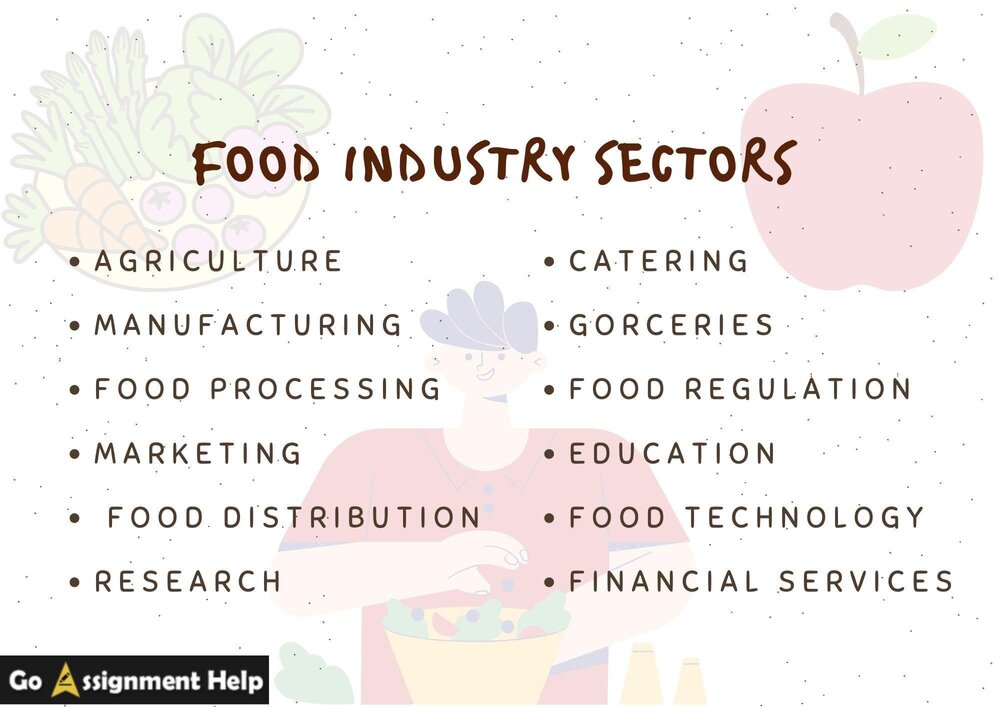 FOOD INDUSTRY SECTORS
• AGRICULTURE
• MANUFACTURING
• FOOD PROCESSING
• MARKETING
• FOOD DISTRIBUTION
• RESEARCH
• CATERING
• GORCERIES
• FOOD REGULATION
• EDUCATION
• FOOD TECHNOLOGY
• FINANCIAL SERVICES
Go Assignment Help